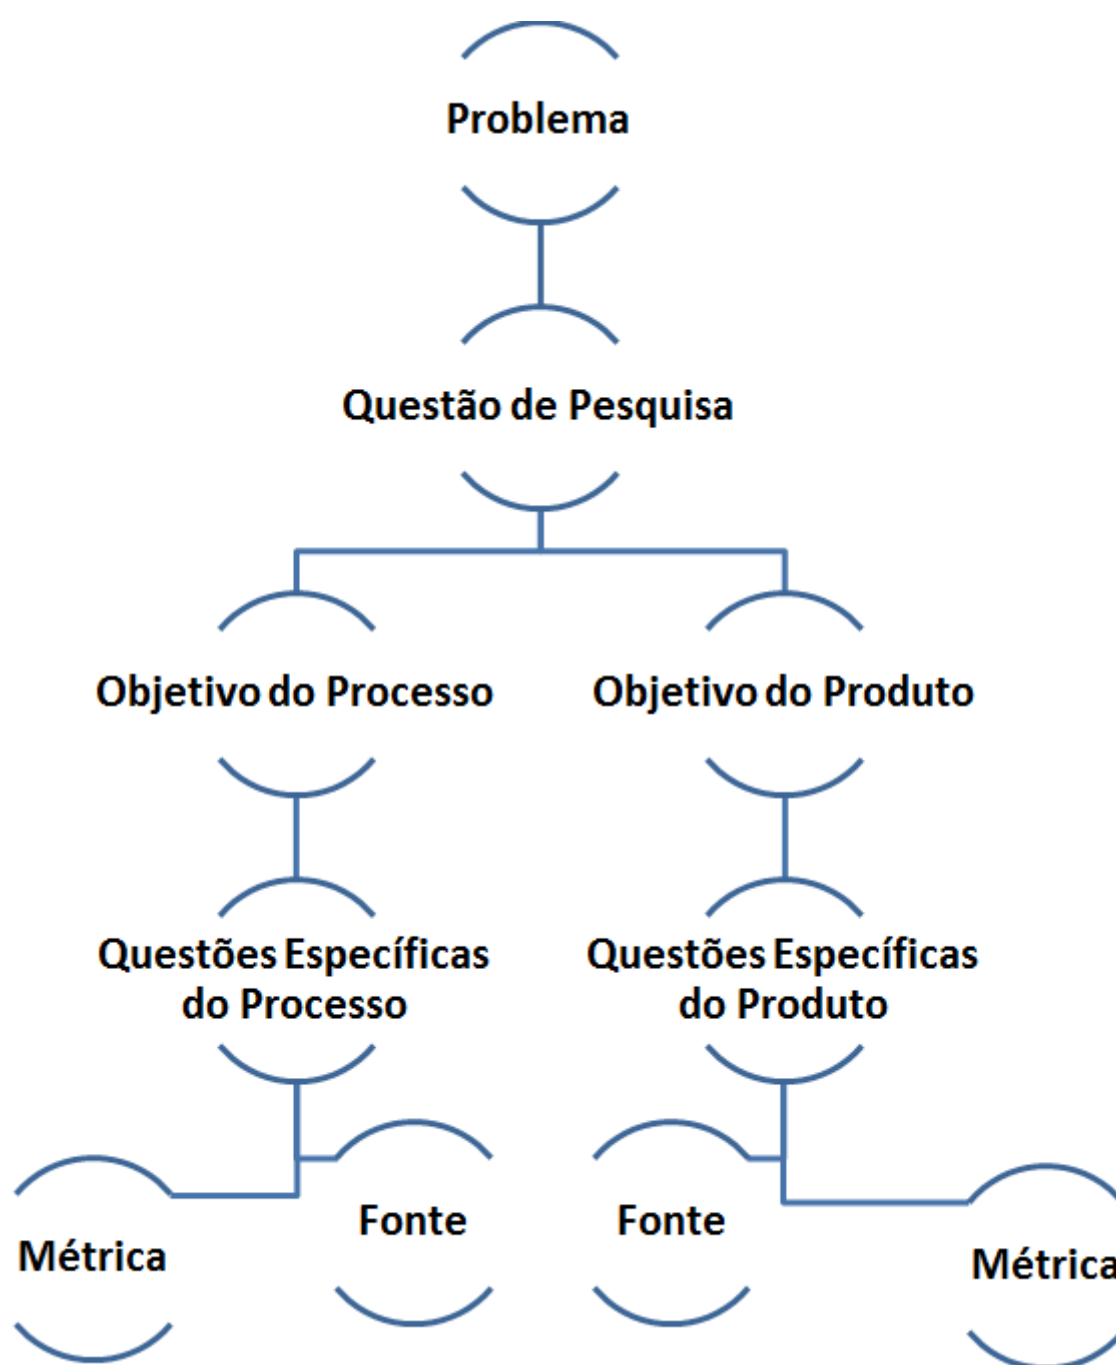 Problema
Questão de Pesquisa
Objetivo do Processo
Objetivo do Produto
Questões Específicas
do Processo
Questões Específicas
do Produto
Métrica
Fonte
Fonte
Métrica